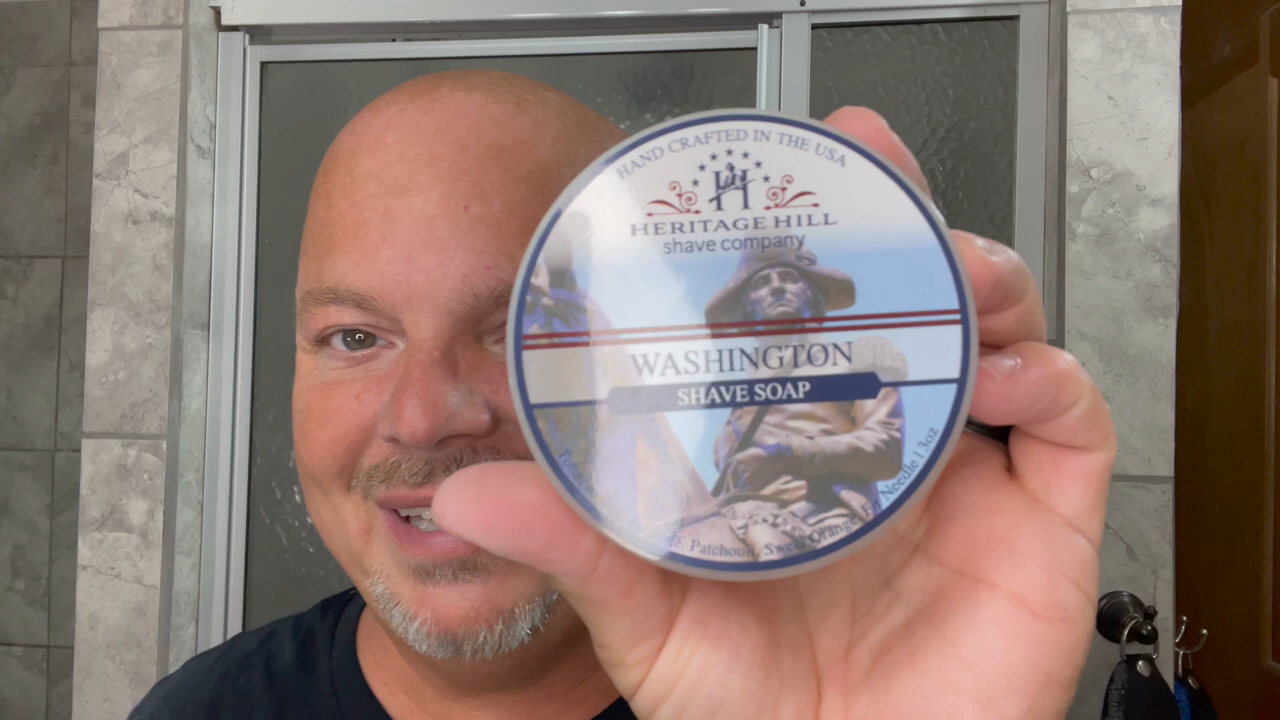 HAND CRAFTED IN THE USA
H
HERITAGE HILL
shave company
WASHINGTON
SHAVE SOAP
Patchouli, Sweet Orange, Fir Needle | 3oz